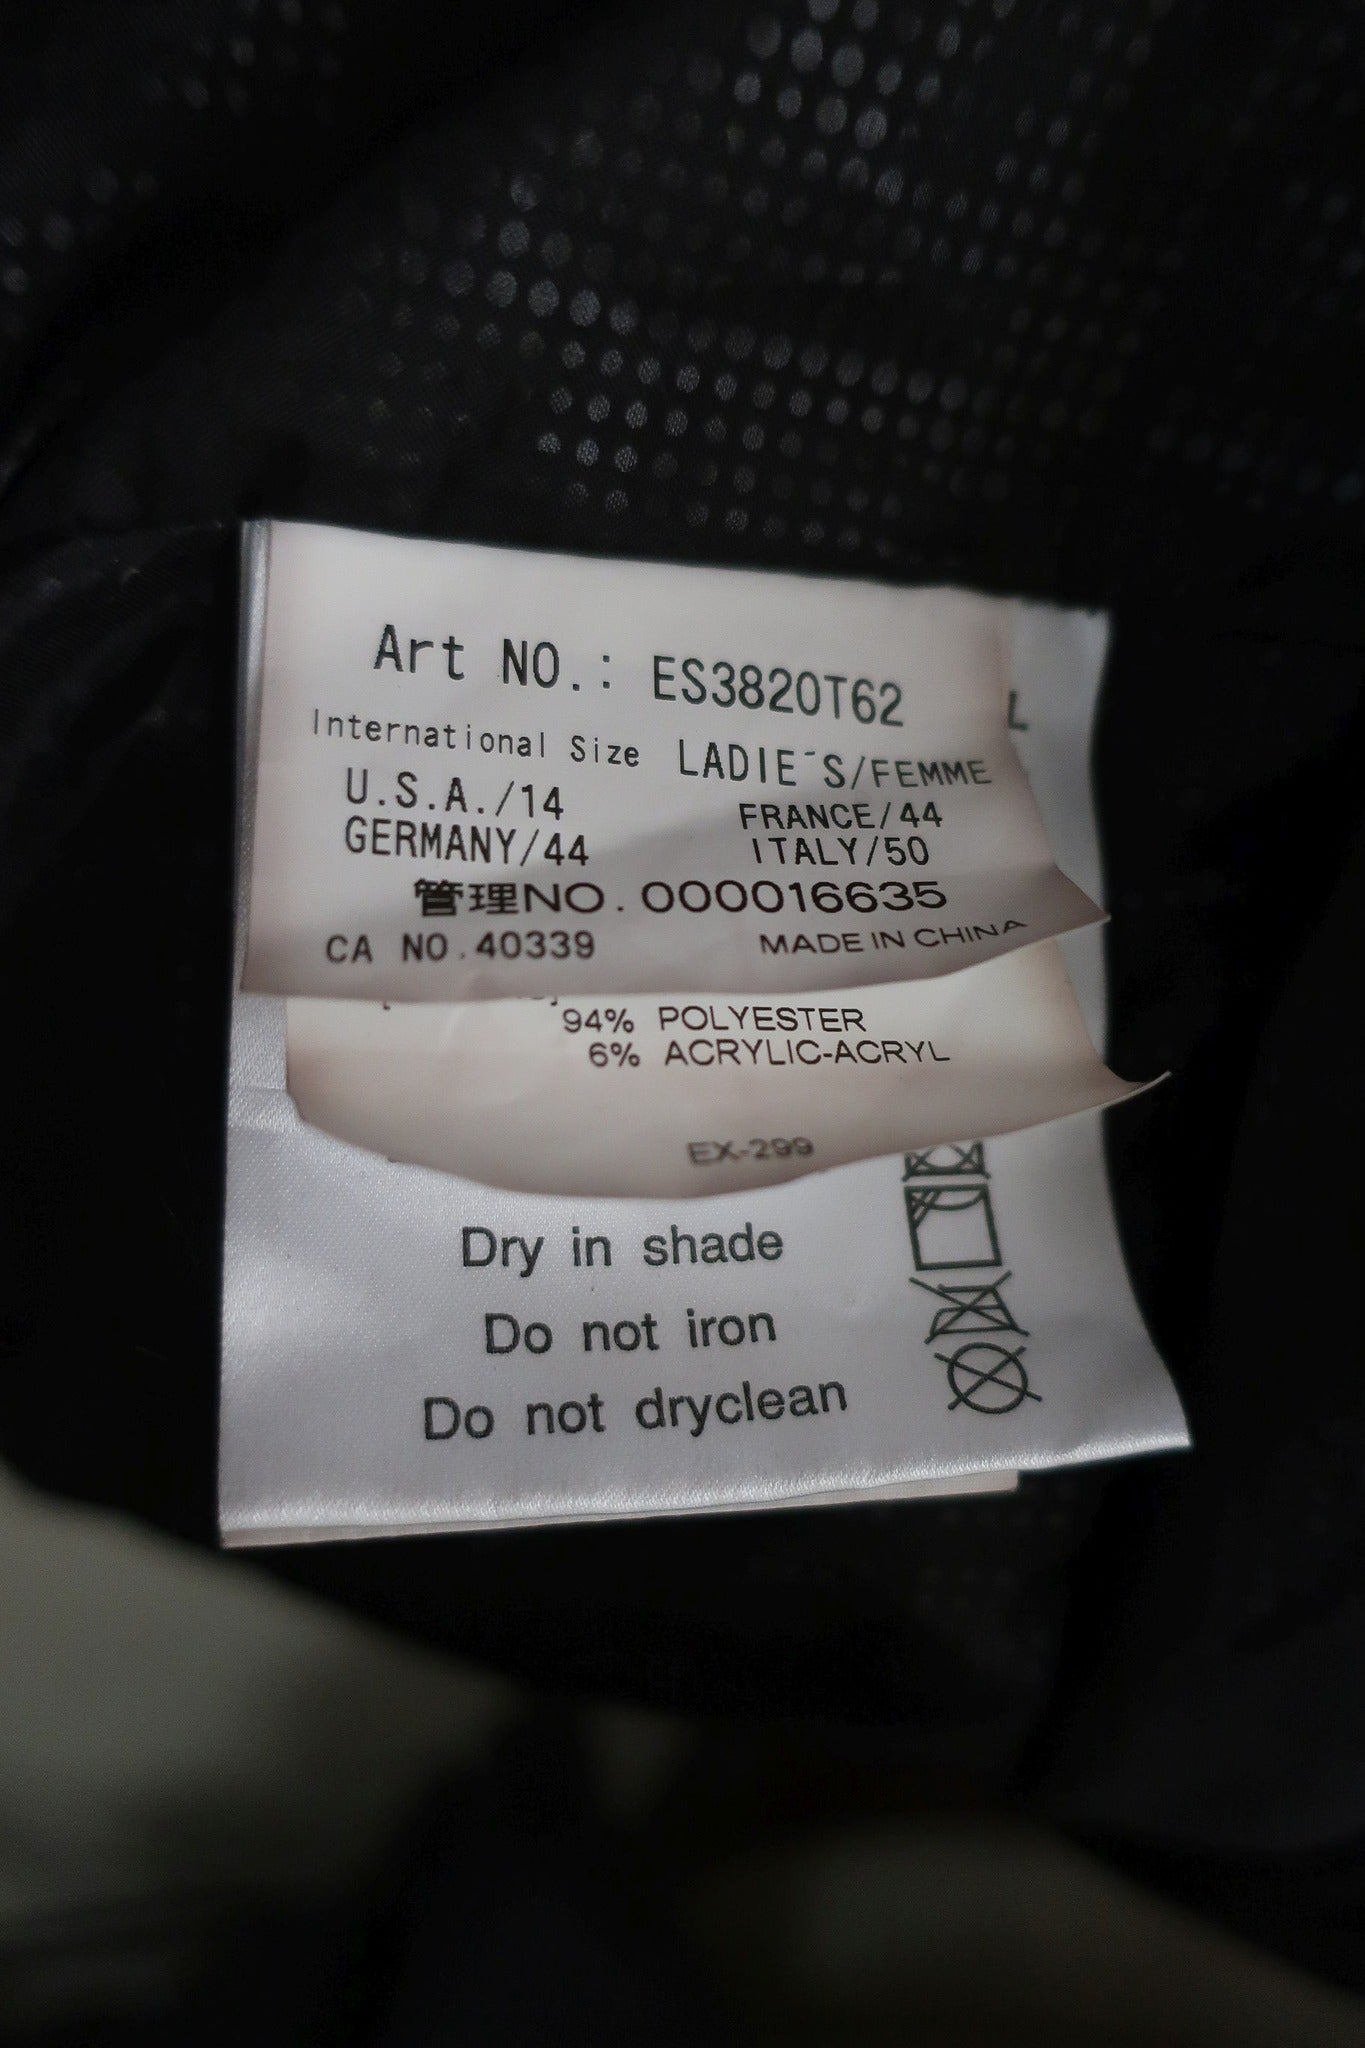 Art NO.: ES3820T62
L
International Size LADIE´S/FEMME
U.S.A./14 FRANCE/44
GERMANY/44 ITALY/50
管理NO.000016635
CA NO.40339 MADE IN CHINA
94% POLYESTER
6% ACRYLIC-ACRYL
EX-299
Dry in shade
Do not iron
Do not dryclean